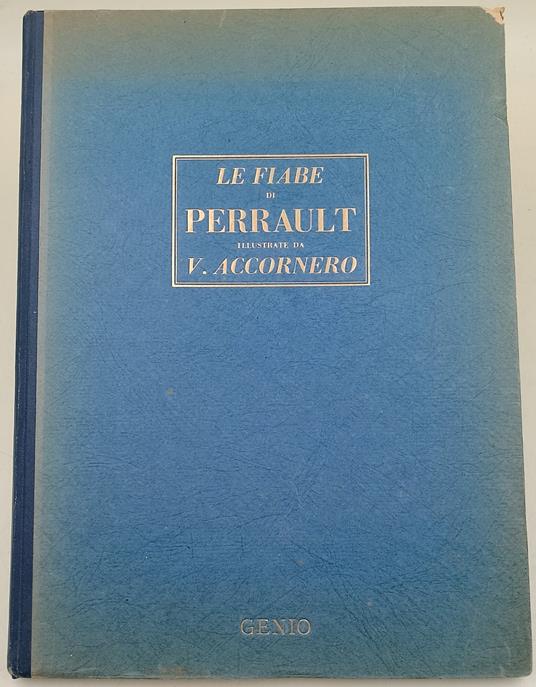 LE FIABE
DI
PERRAULT
ILLUSTRATE DA
V. ACCORNERO
GENIO